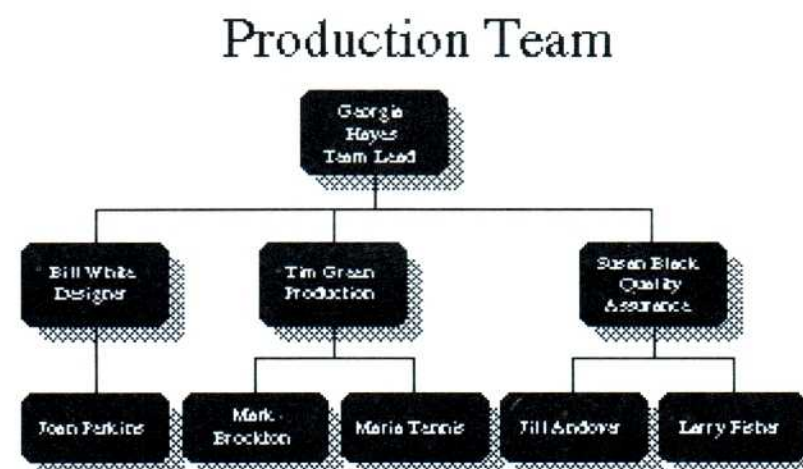 Production Team
Georgia
Hayes
Team Lead
Bill White
Designer
Tim Green
Production
Susan Black
Quality
Assurance
Joan Perkins
Mark
Brockton
Maria Tennis
Jill Andover
Larry Fisher